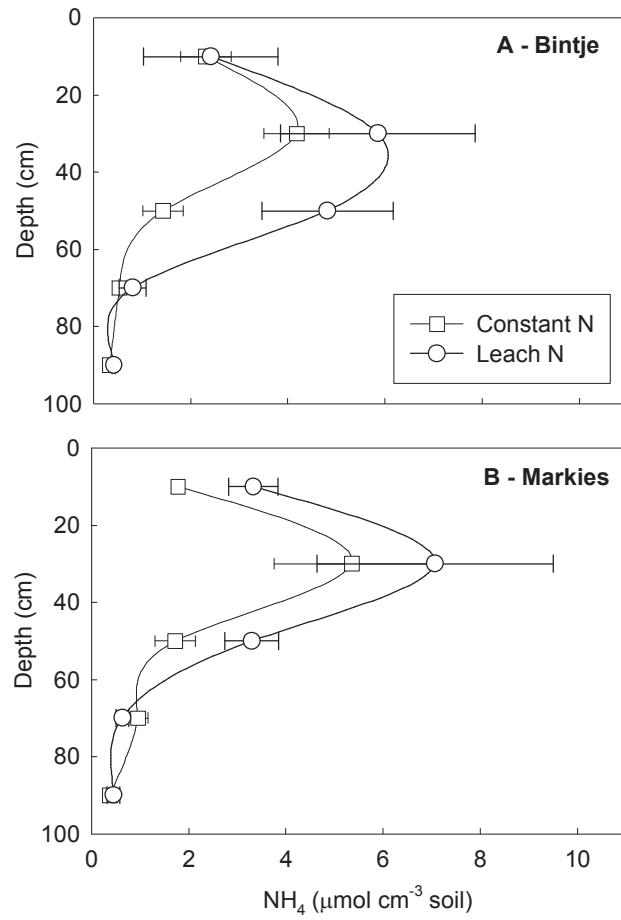 0
20
40
60
80
100
Depth (cm)
A - Bintje
Constant N
Leach N
0
20
40
60
80
100
Depth (cm)
B - Markies
0 2 4 6 8 10
NH₄ (μmol cm⁻³ soil)